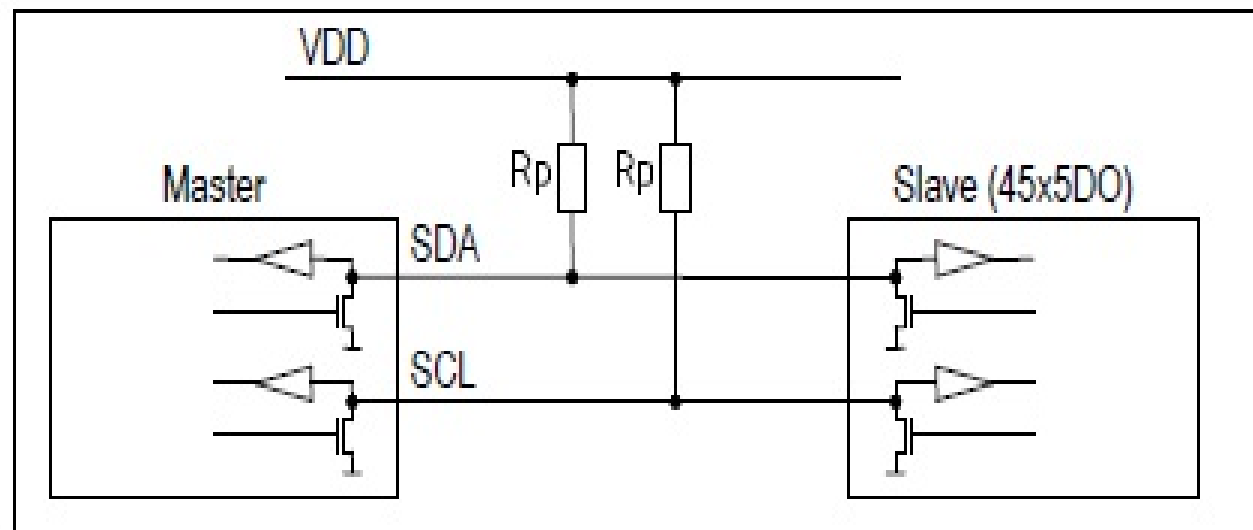 VDD
Rp Rp
Master
Slave (45x5DO)
SDA
SCL